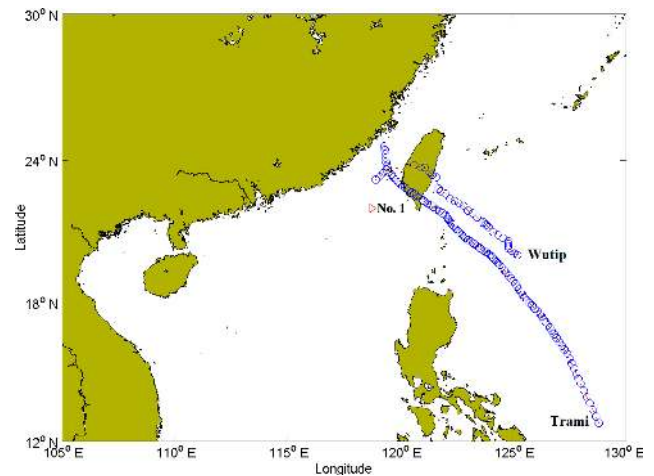 30° N
24° N
18° N
12° N
Latitude
No. 1
Wutip
Trami
105° E
110° E
115° E
120° E
125° E
130° E
Longitude